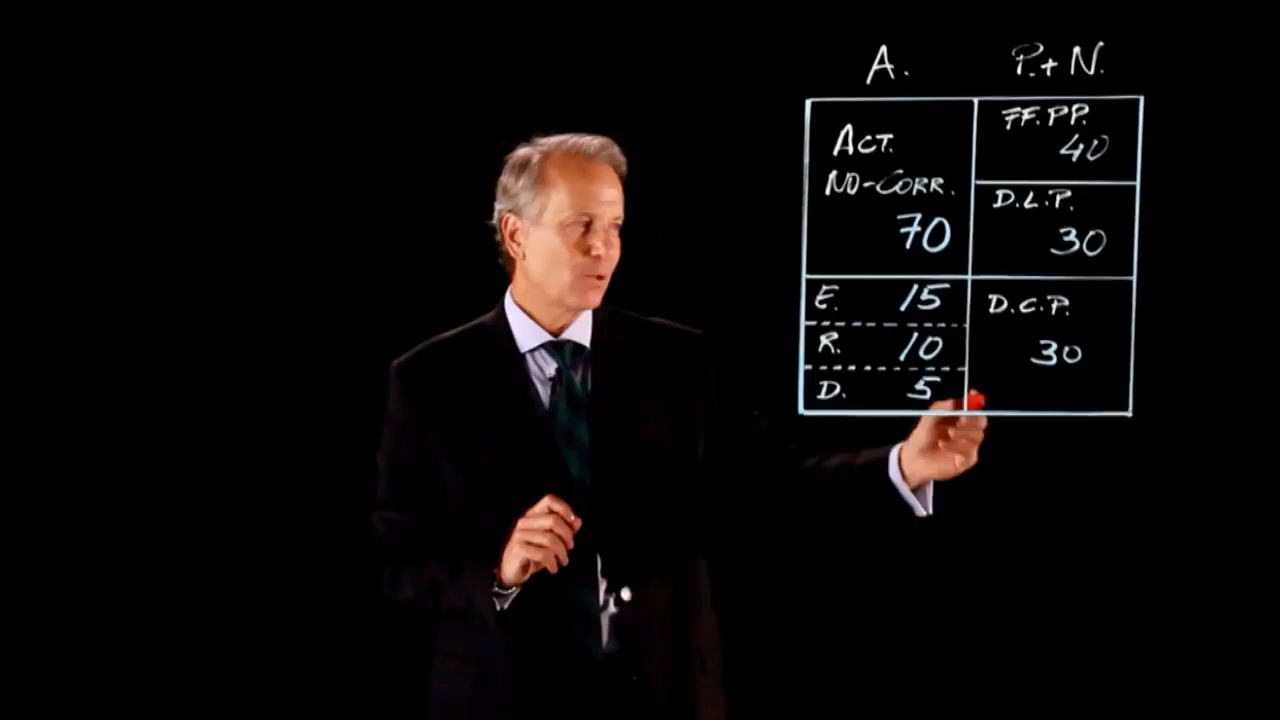 A.
P.+N.
ACT.
NO-CORR.
70
E. 15
R. 10
D. 5
FF.PP.
40
D.L.P.
30
D.C.P.
30